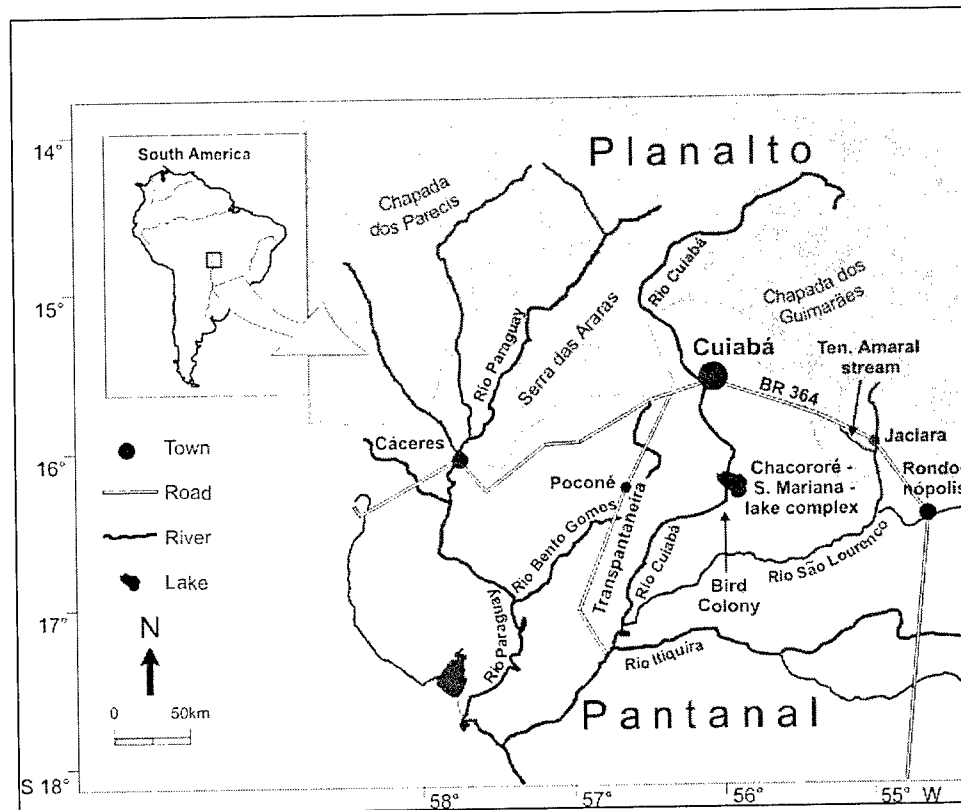 14°
15°
16°
17°
S 18°
South America
Planalto
Chapada
dos Parecis
Rio Cuiabá
Chapada dos
Guimarães
Rio Paraguay
Serra das Araras
Cuiabá
Ten. Amaral
stream
BR 364
Jaciara
Cáceres
Town
Road
River
Lake
Poconé
Chacororé -
S. Mariana -
lake complex
Rondo-
nópolis
Rio Bento Gomes
Transpantaneira
Rio Cuiabá
Bird
Colony
Rio São Lourenço
Rio Paraguay
Rio Itiquira
N
0 50km
Pantanal
58° 57° 56° 55° W